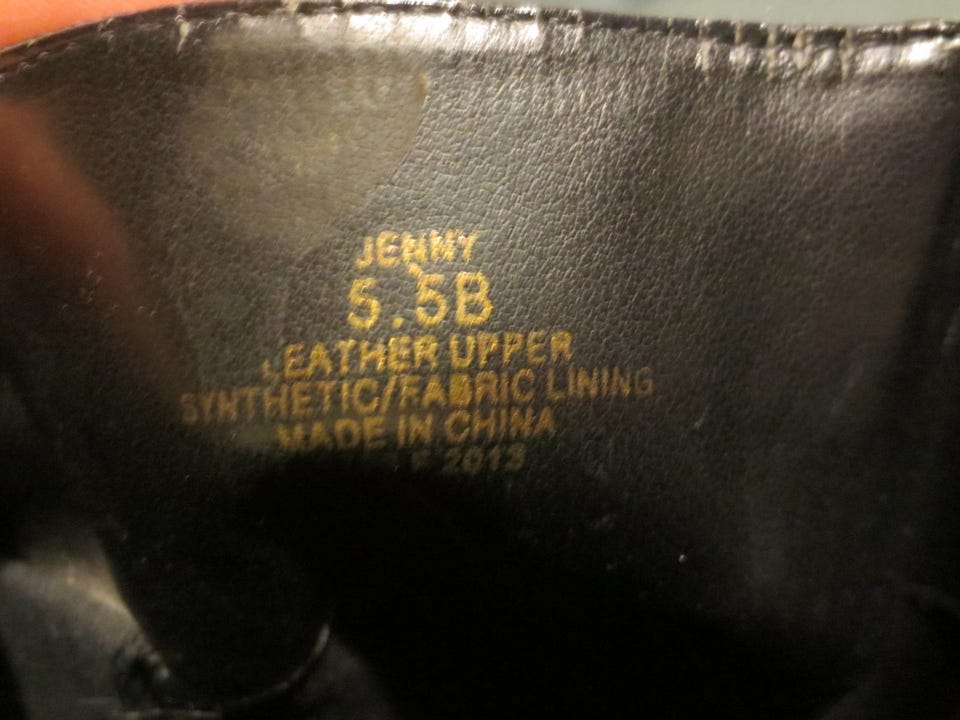 JENNY
5.5B
LEATHER UPPER
SYNTHETIC/FABRIC LINING
MADE IN CHINA
F 2013